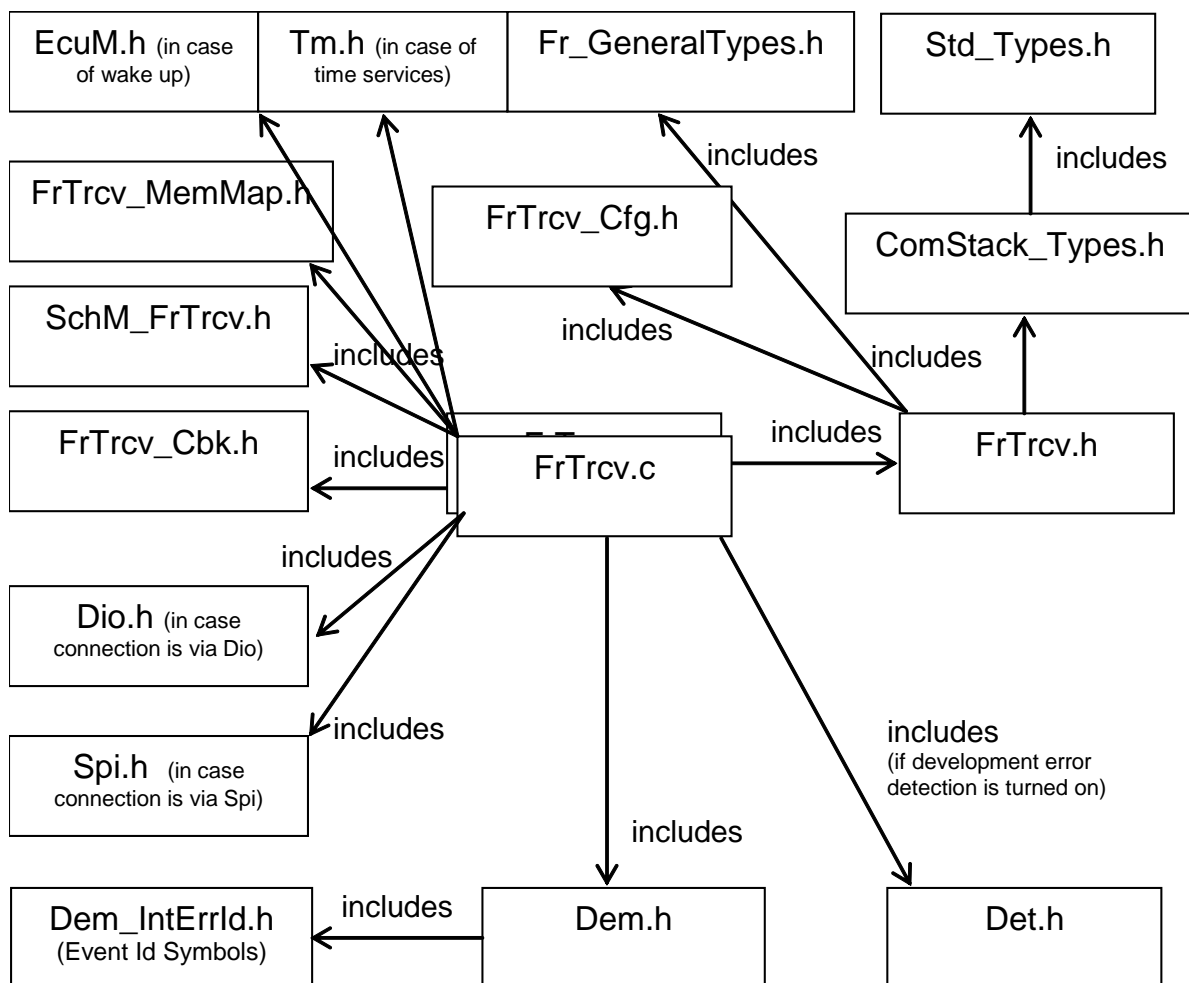 EcuM.h (in case
of wake up)
Tm.h (in case of
time services)
Fr_GeneralTypes.h
Std_Types.h
includes
includes
FrTrcv_MemMap.h
FrTrcv_Cfg.h
ComStack_Types.h
SchM_FrTrcv.h
includes
includes
includes
FrTrcv_Cbk.h
includes
includes
FrTrcv.h
FrTrcv.c
includes
Dio.h (in case
connection is via Dio)
includes
Spi.h (in case
connection is via Spi)
includes
(if development error
detection is turned on)
includes
Dem_IntErrId.h
(Event Id Symbols)
includes
Dem.h
Det.h